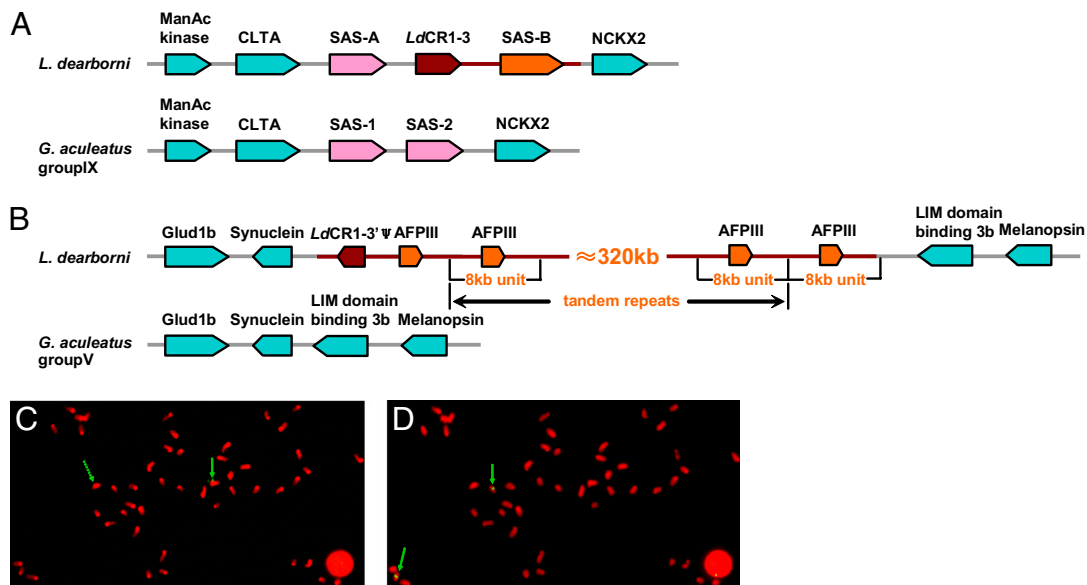 A
ManAc
kinase CLTA SAS-A LdCR1-3 SAS-B NCKX2
L. dearborni
ManAc
kinase CLTA SAS-1 SAS-2 NCKX2
G. aculeatus
groupIX
B
LIM domain
Glud1b Synuclein LdCR1-3'Ψ AFPIII AFPIII AFPIII AFPIII binding 3b Melanopsin
L. dearborni ≈320kb
8kb unit 8kb unit 8kb unit
tandem repeats
LIM domain
Glud1b Synuclein binding 3b Melanopsin
G. aculeatus
groupV
C D